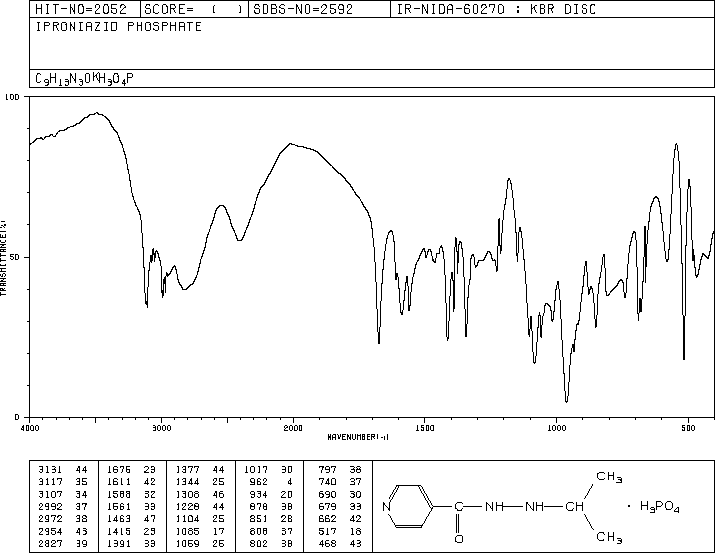 HIT-NO=2052 SCORE= ( ) SDBS-NO=2592 IR-NIDA-60270 : KBR DISC
IPRONIAZID PHOSPHATE
C9H13N3O·H3O4P
100
50
0
TRANSMITTANCE(%)
4000 3000 2000 1500 1000 500
WAVENUMBER(-1)
3131 44 1675 23 1377 44 1017 30 797 38
3117 35 1611 42 1344 25 962 4 740 37
3107 34 1588 32 1308 46 934 20 690 30
2992 37 1561 33 1228 44 878 38 679 33
2972 38 1463 47 1104 25 851 28 662 42
2954 43 1415 23 1085 17 808 37 517 18
2827 39 1391 33 1059 25 802 38 468 43
CH3
N C NH NH CH · H3PO4
O CH3